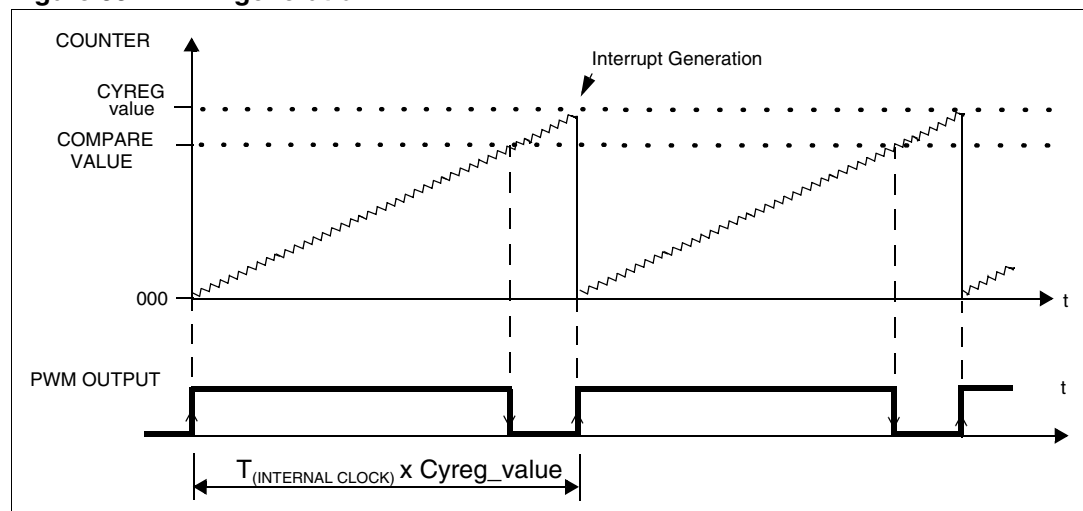 COUNTER
Interrupt Generation
CYREG
value
COMPARE
VALUE
000
t
PWM OUTPUT
t
T(INTERNAL CLOCK) x Cyreg_value